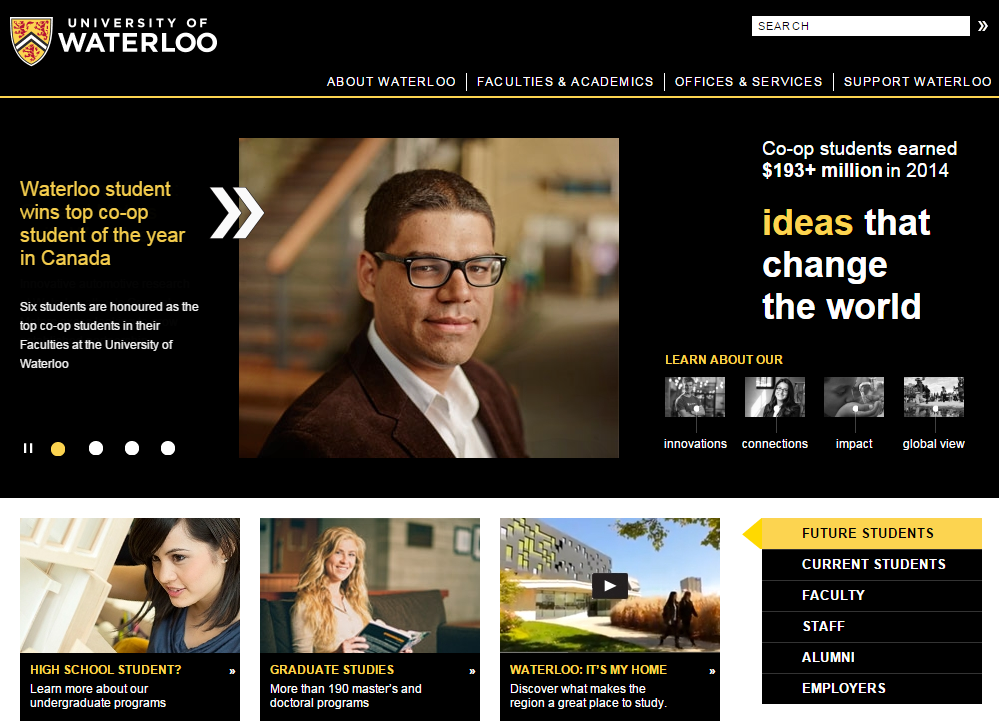 UNIVERSITY OF
WATERLOO
SEARCH
»
ABOUT WATERLOO
FACULTIES & ACADEMICS
OFFICES & SERVICES
SUPPORT WATERLOO
Waterloo student
wins top co-op
student of the year
in Canada
Six students are honoured as the
top co-op students in their
Faculties at the University of
Waterloo
Co-op students earned
$193+ million in 2014
ideas that
change
the world
LEARN ABOUT OUR
innovations
connections
impact
global view
HIGH SCHOOL STUDENT? »
Learn more about our
undergraduate programs
GRADUATE STUDIES »
More than 190 master's and
doctoral programs
WATERLOO: IT'S MY HOME »
Discover what makes the
region a great place to study.
FUTURE STUDENTS
CURRENT STUDENTS
FACULTY
STAFF
ALUMNI
EMPLOYERS